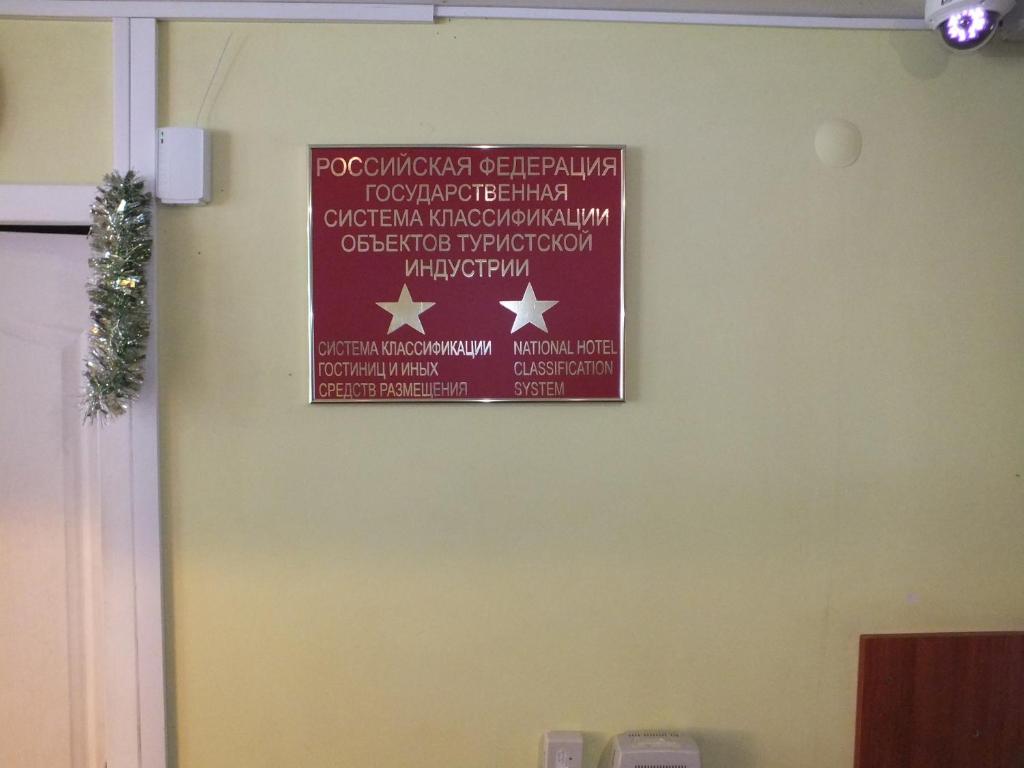 РОССИЙСКАЯ ФЕДЕРАЦИЯ
ГОСУДАРСТВЕННАЯ
СИСТЕМА КЛАССИФИКАЦИИ
ОБЪЕКТОВ ТУРИСТСКОЙ
ИНДУСТРИИ
СИСТЕМА КЛАССИФИКАЦИИ
ГОСТИНИЦ И ИНЫХ
СРЕДСТВ РАЗМЕЩЕНИЯ
NATIONAL HOTEL
CLASSIFICATION
SYSTEM